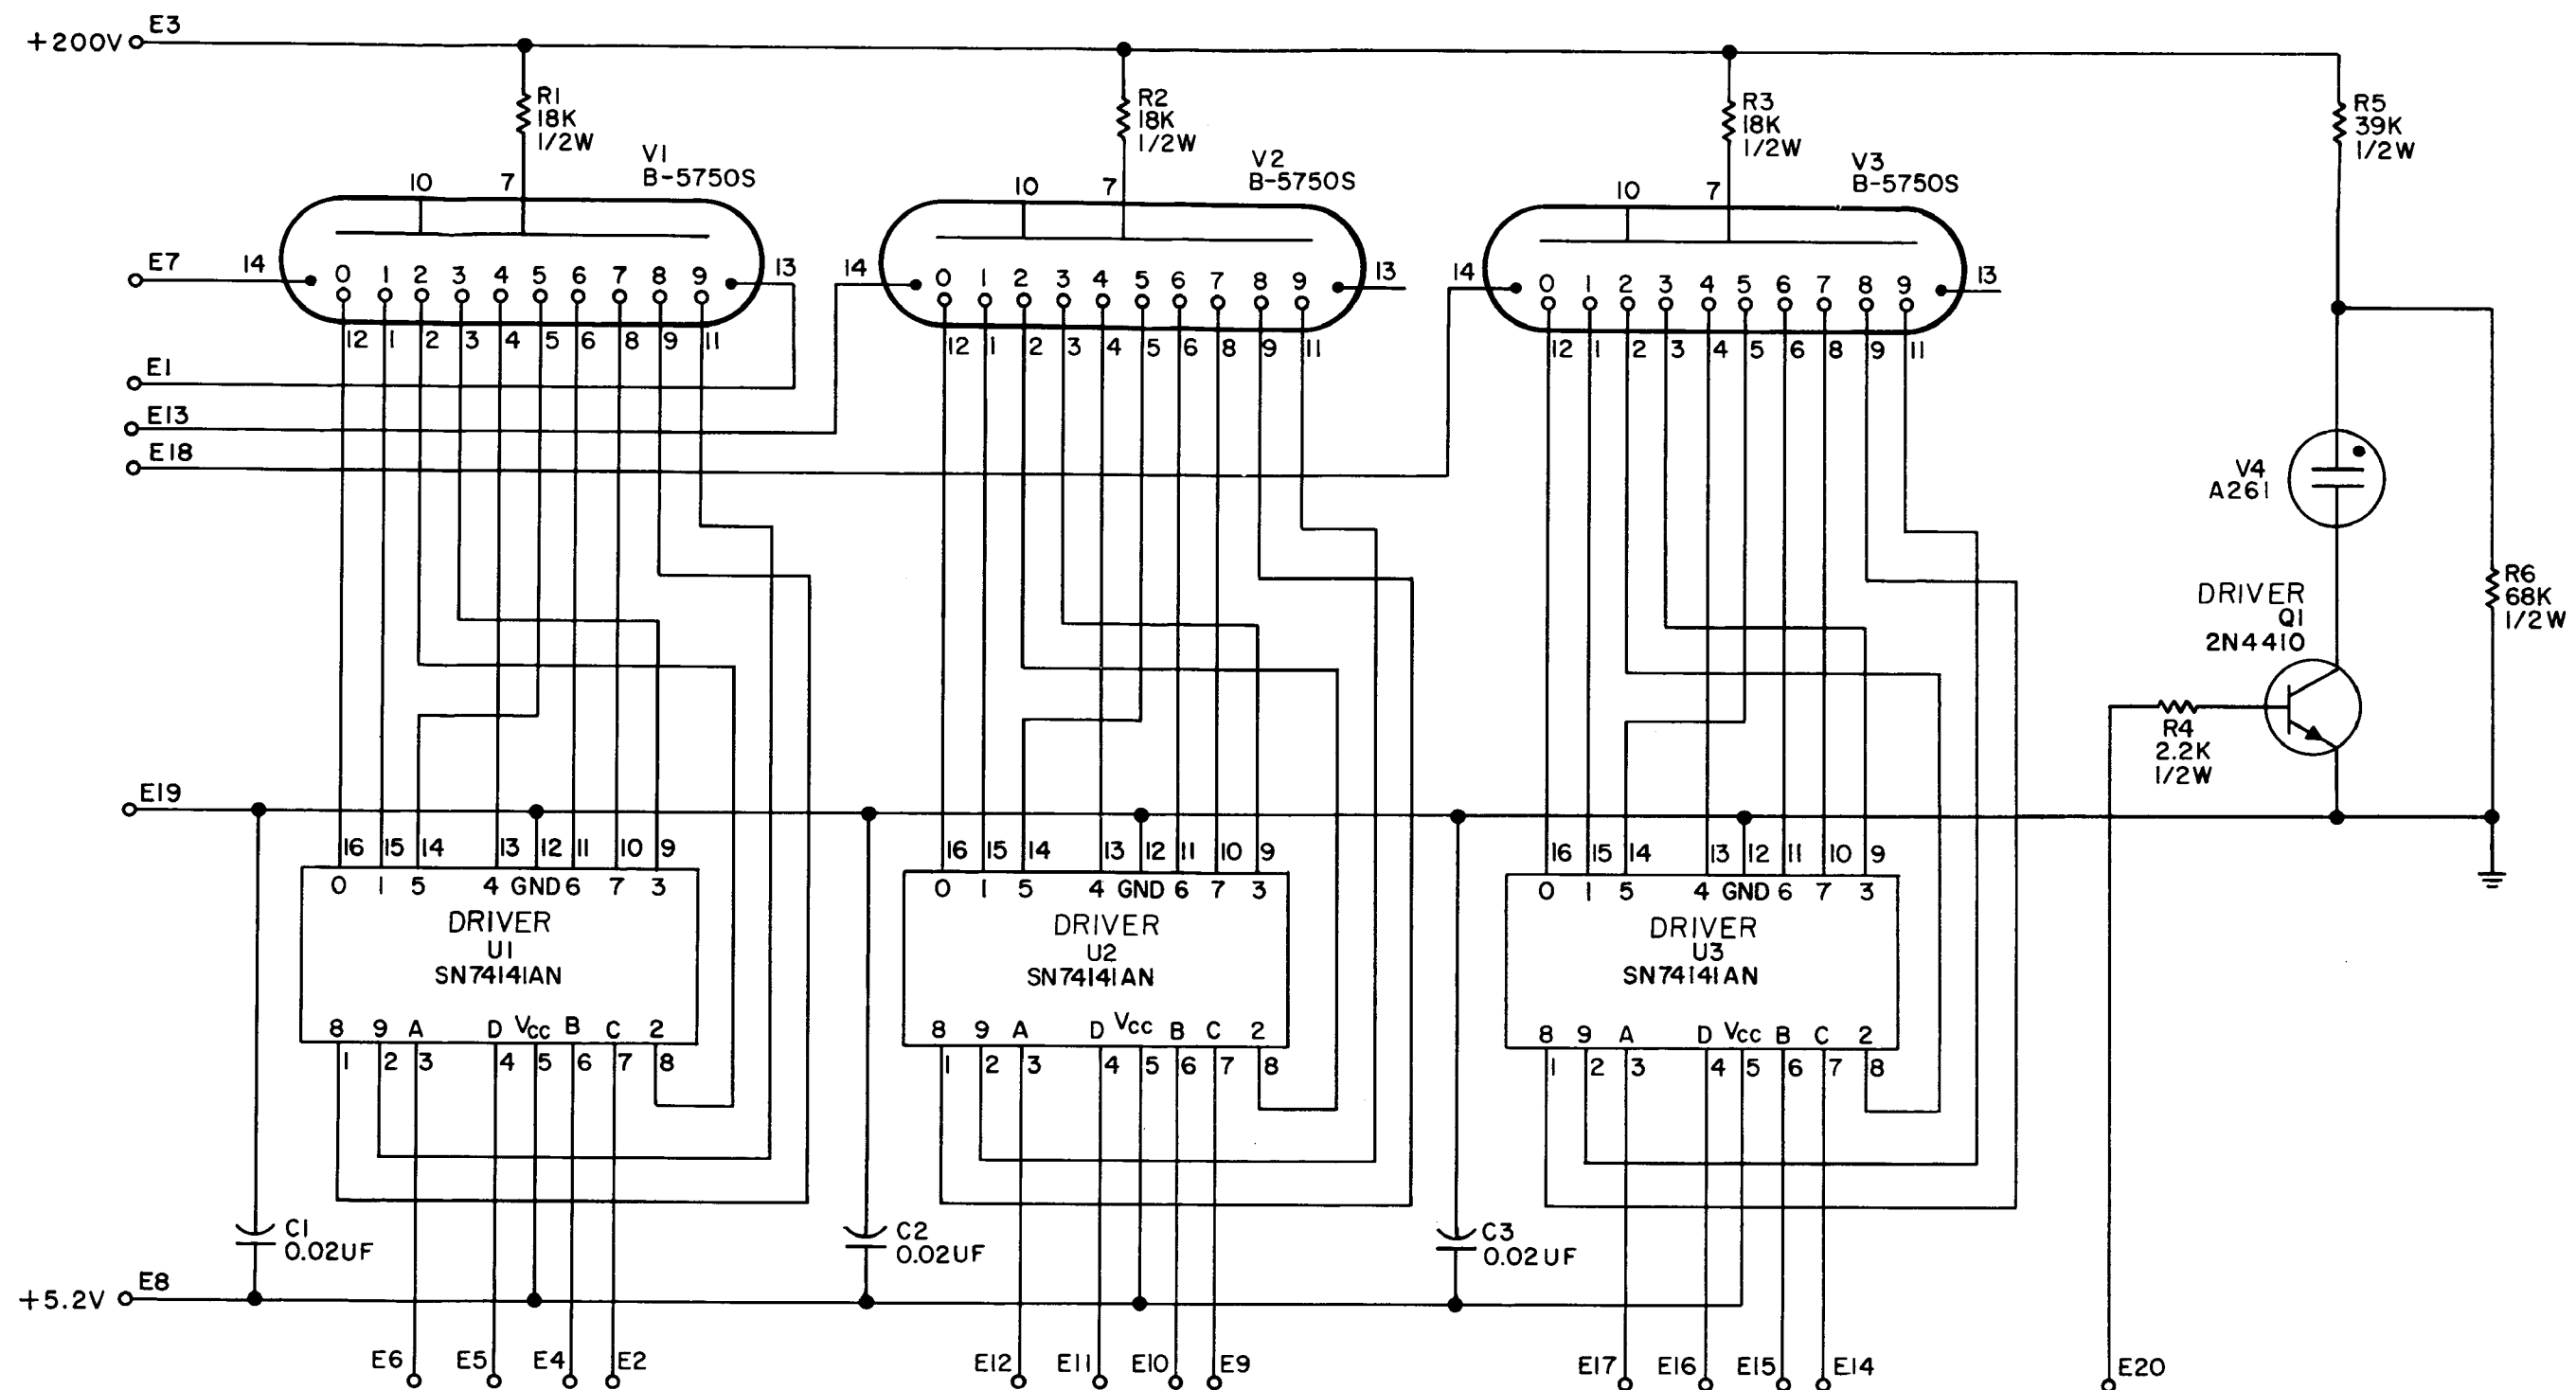 E3
+200V
R1
18K
1/2W
R2
18K
1/2W
R3
18K
1/2W
R5
39K
1/2W
V1
B-5750S
V2
B-5750S
V3
B-5750S
10 7
10 7
10 7
E7 14 0 1 2 3 4 5 6 7 8 9 13
14 0 1 2 3 4 5 6 7 8 9 13
14 0 1 2 3 4 5 6 7 8 9 13
12 1 2 3 4 5 6 8 9 11
12 1 2 3 4 5 6 8 9 11
12 1 2 3 4 5 6 8 9 11
E1
E13
E18
V4
A261
R6
68K
1/2W
DRIVER
Q1
2N4410
R4
2.2K
1/2W
E19
16 15 14 13 12 11 10 9
0 1 5 4 GND 6 7 3
DRIVER
U1
SN74141AN
8 9 A D VCC B C 2
1 2 3 4 5 6 7 8
16 15 14 13 12 11 10 9
0 1 5 4 GND 6 7 3
DRIVER
U2
SN74141AN
8 9 A D VCC B C 2
1 2 3 4 5 6 7 8
16 15 14 13 12 11 10 9
0 1 5 4 GND 6 7 3
DRIVER
U3
SN74141AN
8 9 A D VCC B C 2
1 2 3 4 5 6 7 8
C1
0.02UF
C2
0.02UF
C3
0.02UF
E8
+5.2V
E6 E5 E4 E2
E12 E11 E10 E9
E17 E16 E15 E14
E20